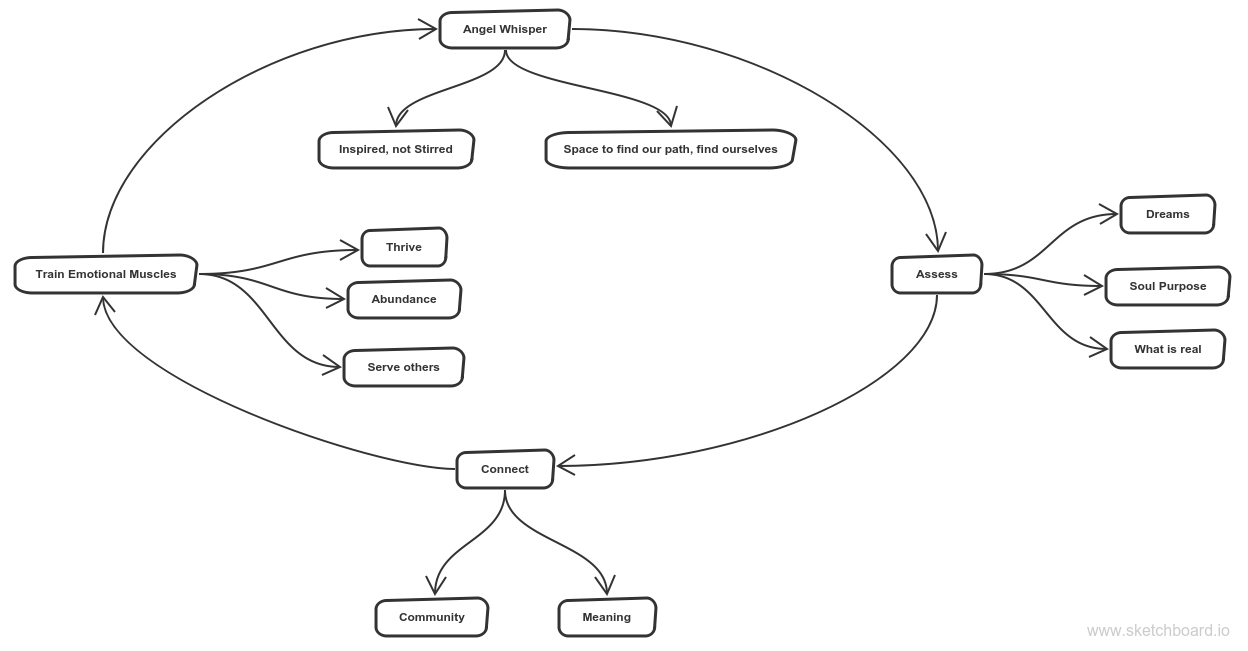 Angel Whisper
Inspired, not Stirred
Space to find our path, find ourselves
Dreams
Thrive
Train Emotional Muscles
Assess
Soul Purpose
Abundance
What is real
Serve others
Connect
Community
Meaning
www.sketchboard.io